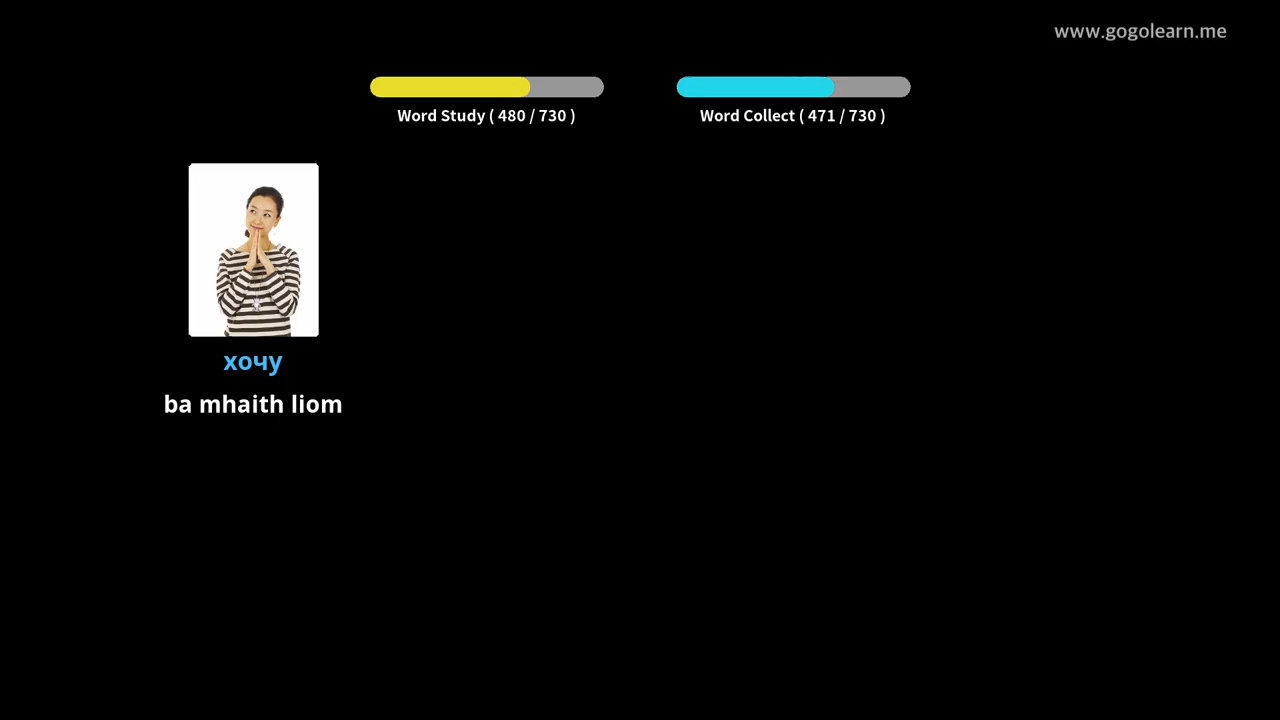 www.gogolearn.me
Word Study ( 480 / 730 )
Word Collect ( 471 / 730 )
хочу
ba mhaith liom